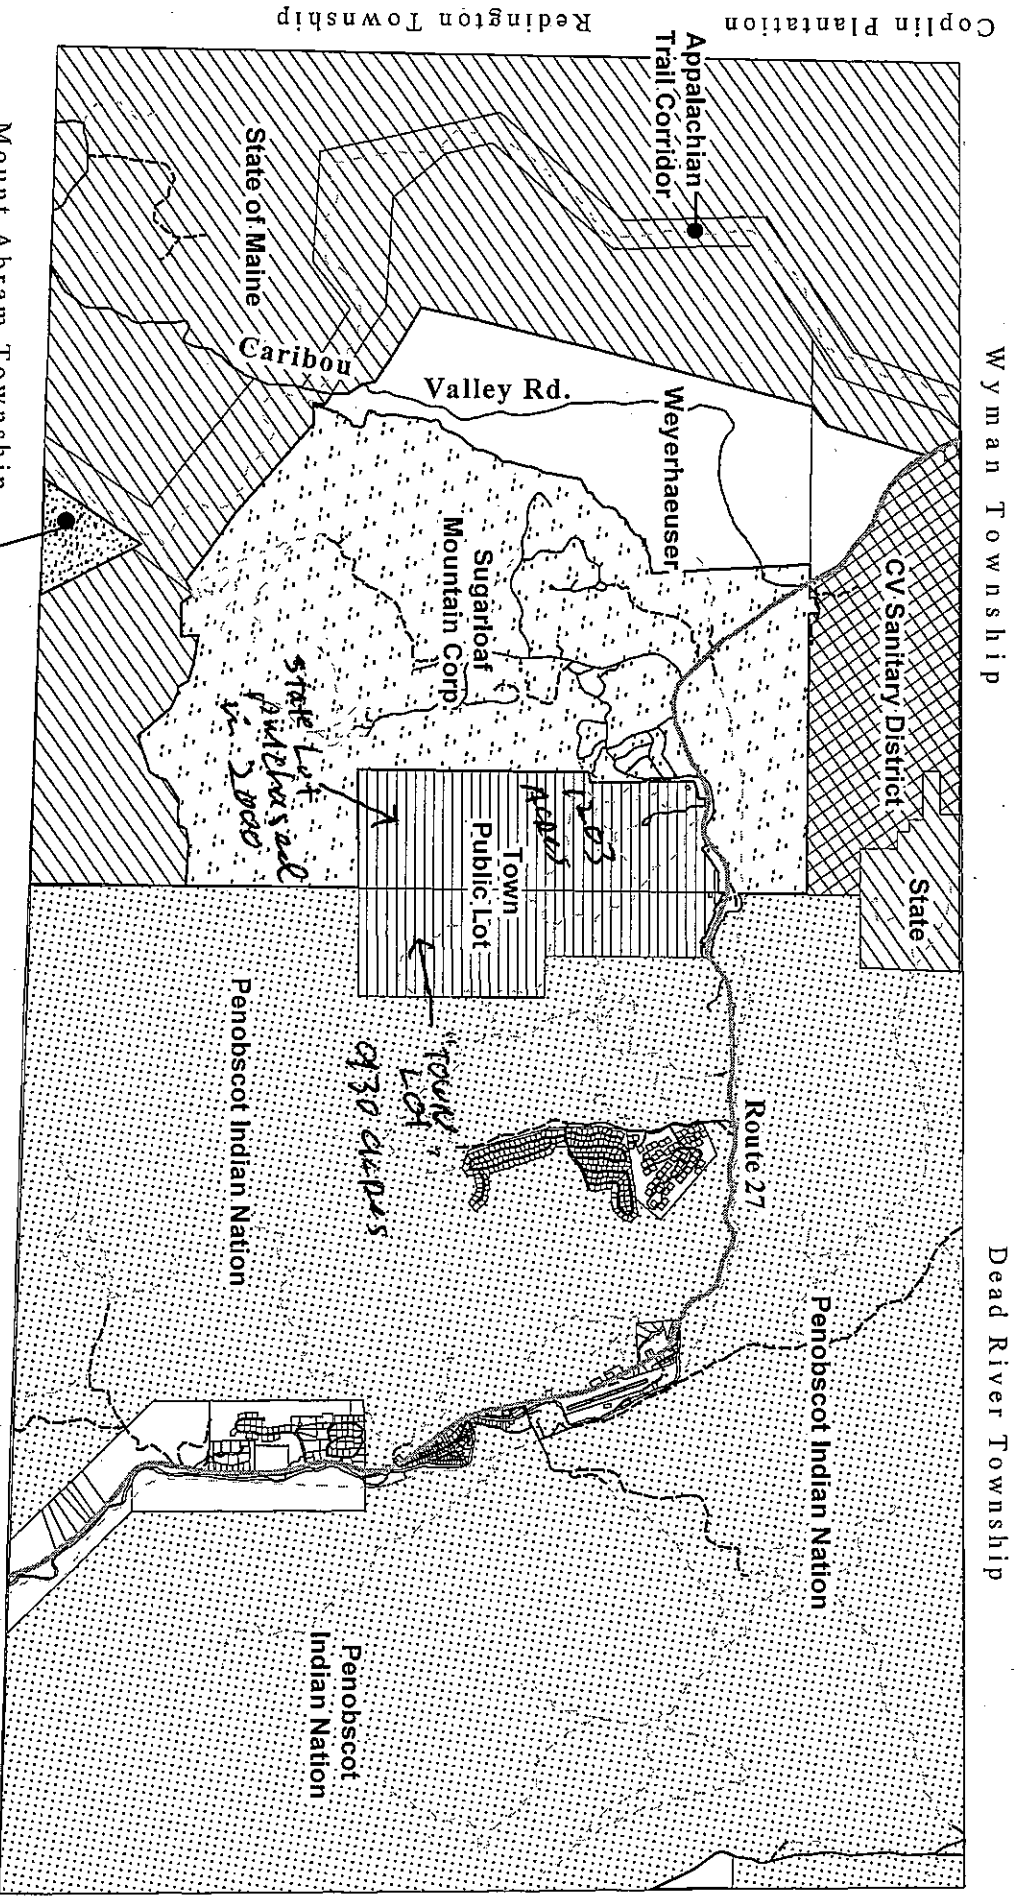 Coplin Plantation
Redington Township
Wyman Township
Dead River Township
Mount Abram Township
Appalachian
Trail Corridor
State of Maine
Caribou
Valley Rd.
Weyerhaeuser
CV Sanitary District
State
Sugarloaf
Mountain Corp
State Lot
purchased
in 2000
1203
Acres
Town
Public Lot
"TOWN
LOT"
930 acres
Route 27
Penobscot Indian Nation
Penobscot Indian Nation
Penobscot
Indian Nation